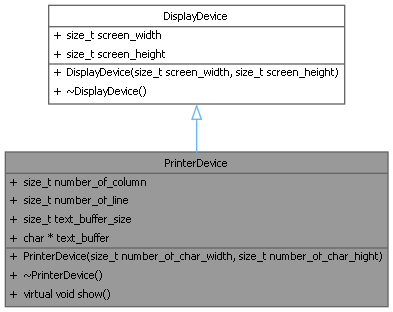 DisplayDevice
+ size_t screen_width
+ size_t screen_height
+ DisplayDevice(size_t screen_width, size_t screen_height)
+ ~DisplayDevice()
PrinterDevice
+ size_t number_of_column
+ size_t number_of_line
+ size_t text_buffer_size
+ char * text_buffer
+ PrinterDevice(size_t number_of_char_width, size_t number_of_char_hight)
+ ~PrinterDevice()
+ virtual void show()